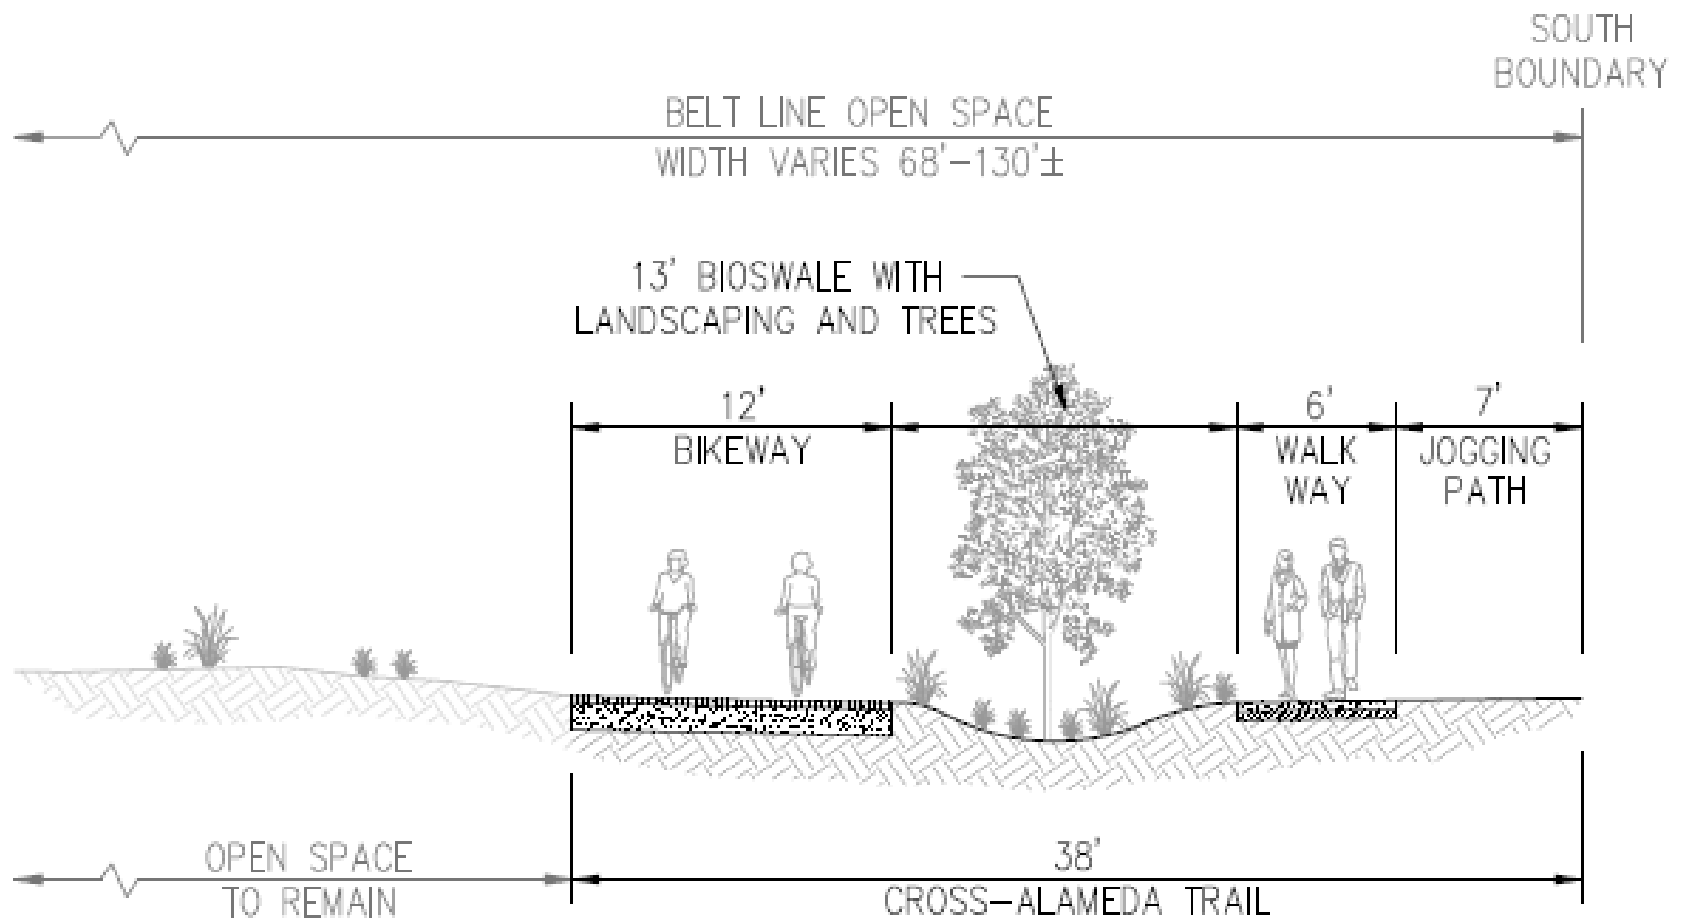 SOUTH
BOUNDARY
BELT LINE OPEN SPACE
WIDTH VARIES 68'-130'±
13' BIOSWALE WITH
LANDSCAPING AND TREES
12'
BIKEWAY
6'
WALK
WAY
7'
JOGGING
PATH
OPEN SPACE
TO REMAIN
38'
CROSS-ALAMEDA TRAIL